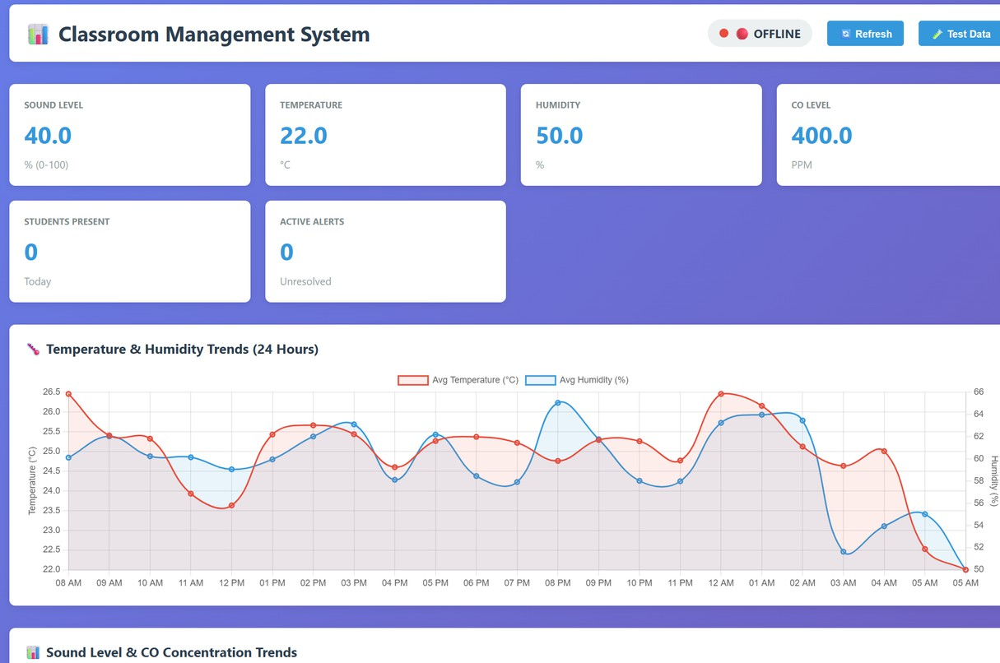 Classroom Management System
OFFLINE
Refresh
Test Data
SOUND LEVEL
40.0
% (0-100)
TEMPERATURE
22.0
°C
HUMIDITY
50.0
%
CO LEVEL
400.0
PPM
STUDENTS PRESENT
0
Today
ACTIVE ALERTS
0
Unresolved
Temperature & Humidity Trends (24 Hours)
Avg Temperature (°C) Avg Humidity (%)
Temperature (°C)
26.5
26.0
25.5
25.0
24.5
24.0
23.5
23.0
22.5
22.0
66
64
62
60
58
56
54
52
50
Humidity (%)
08 AM 09 AM 10 AM 11 AM 12 PM 01 PM 02 PM 03 PM 04 PM 05 PM 06 PM 07 PM 08 PM 09 PM 10 PM 11 PM 12 AM 01 AM 02 AM 03 AM 04 AM 05 AM 05 AM
Sound Level & CO Concentration Trends